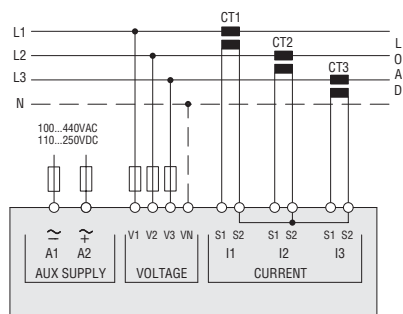 CT1
L1
CT2
L2
CT3
L3
N
L
O
A
D
100...440VAC
110...250VDC
V1 V2 V3 VN S1 S2 S1 S2 S1 S2
A1 A2 I1 I2 I3
AUX SUPPLY VOLTAGE CURRENT